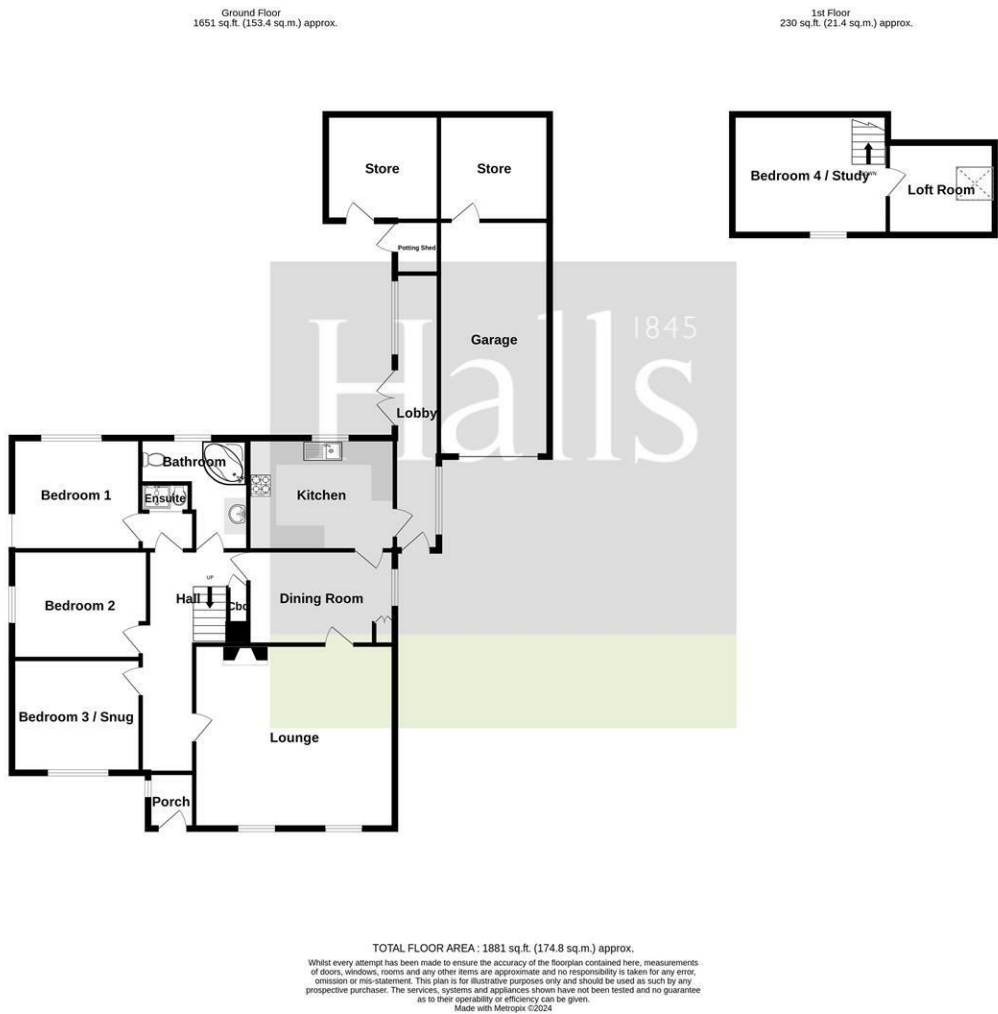 Ground Floor
1651 sq.ft. (153.4 sq.m.) approx.
1st Floor
230 sq.ft. (21.4 sq.m.) approx.
Store
Store
Bedroom 4 / Study
DOWN
Loft Room
Potting Shed
Halls
1845
Garage
Lobby
Bathroom
Bedroom 1
Ensuite
Kitchen
UP
Hall
Cbd
Dining Room
Bedroom 2
Bedroom 3 / Snug
Lounge
Porch
TOTAL FLOOR AREA : 1881 sq.ft. (174.8 sq.m.) approx.
Whilst every attempt has been made to ensure the accuracy of the floorplan contained here, measurements
of doors, windows, rooms and any other items are approximate and no responsibility is taken for any error,
omission or mis-statement. This plan is for illustrative purposes only and should be used as such by any
prospective purchaser. The services, systems and appliances shown have not been tested and no guarantee
as to their operability or efficiency can be given.
Made with Metropix ©2024